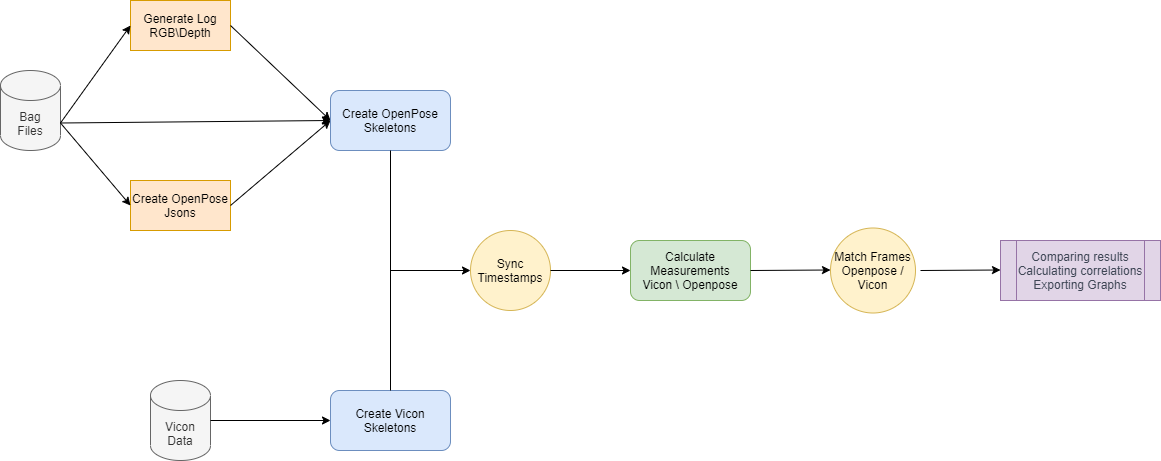 Generate Log
RGB\Depth
Bag
Files
Create OpenPose
Skeletons
Create OpenPose
Jsons
Sync
Timestamps
Calculate
Measurements
Vicon \ Openpose
Match Frames
Openpose /
Vicon
Comparing results
Calculating correlations
Exporting Graphs
Vicon
Data
Create Vicon
Skeletons